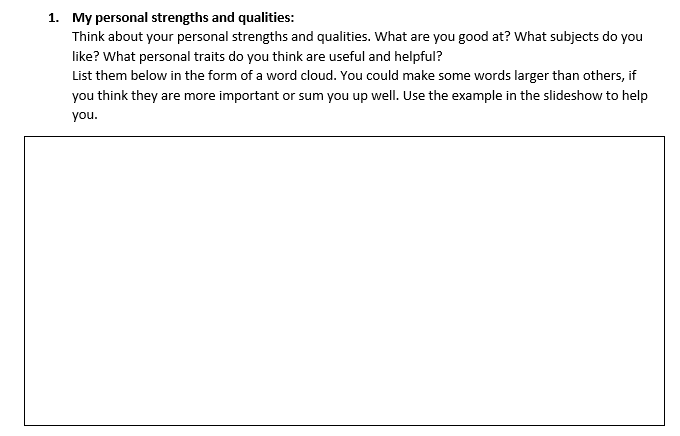 1. My personal strengths and qualities:
Think about your personal strengths and qualities. What are you good at? What subjects do you
like? What personal traits do you think are useful and helpful?
List them below in the form of a word cloud. You could make some words larger than others, if
you think they are more important or sum you up well. Use the example in the slideshow to help
you.